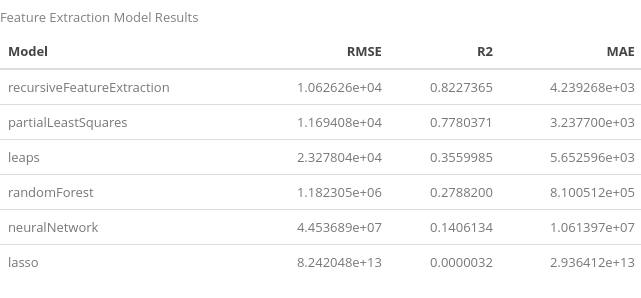 Feature Extraction Model Results
Model RMSE R2 MAE
recursiveFeatureExtraction 1.062626e+04 0.8227365 4.239268e+03
partialLeastSquares 1.169408e+04 0.7780371 3.237700e+03
leaps 2.327804e+04 0.3559985 5.652596e+03
randomForest 1.182305e+06 0.2788200 8.100512e+05
neuralNetwork 4.453689e+07 0.1406134 1.061397e+07
lasso 8.242048e+13 0.0000032 2.936412e+13